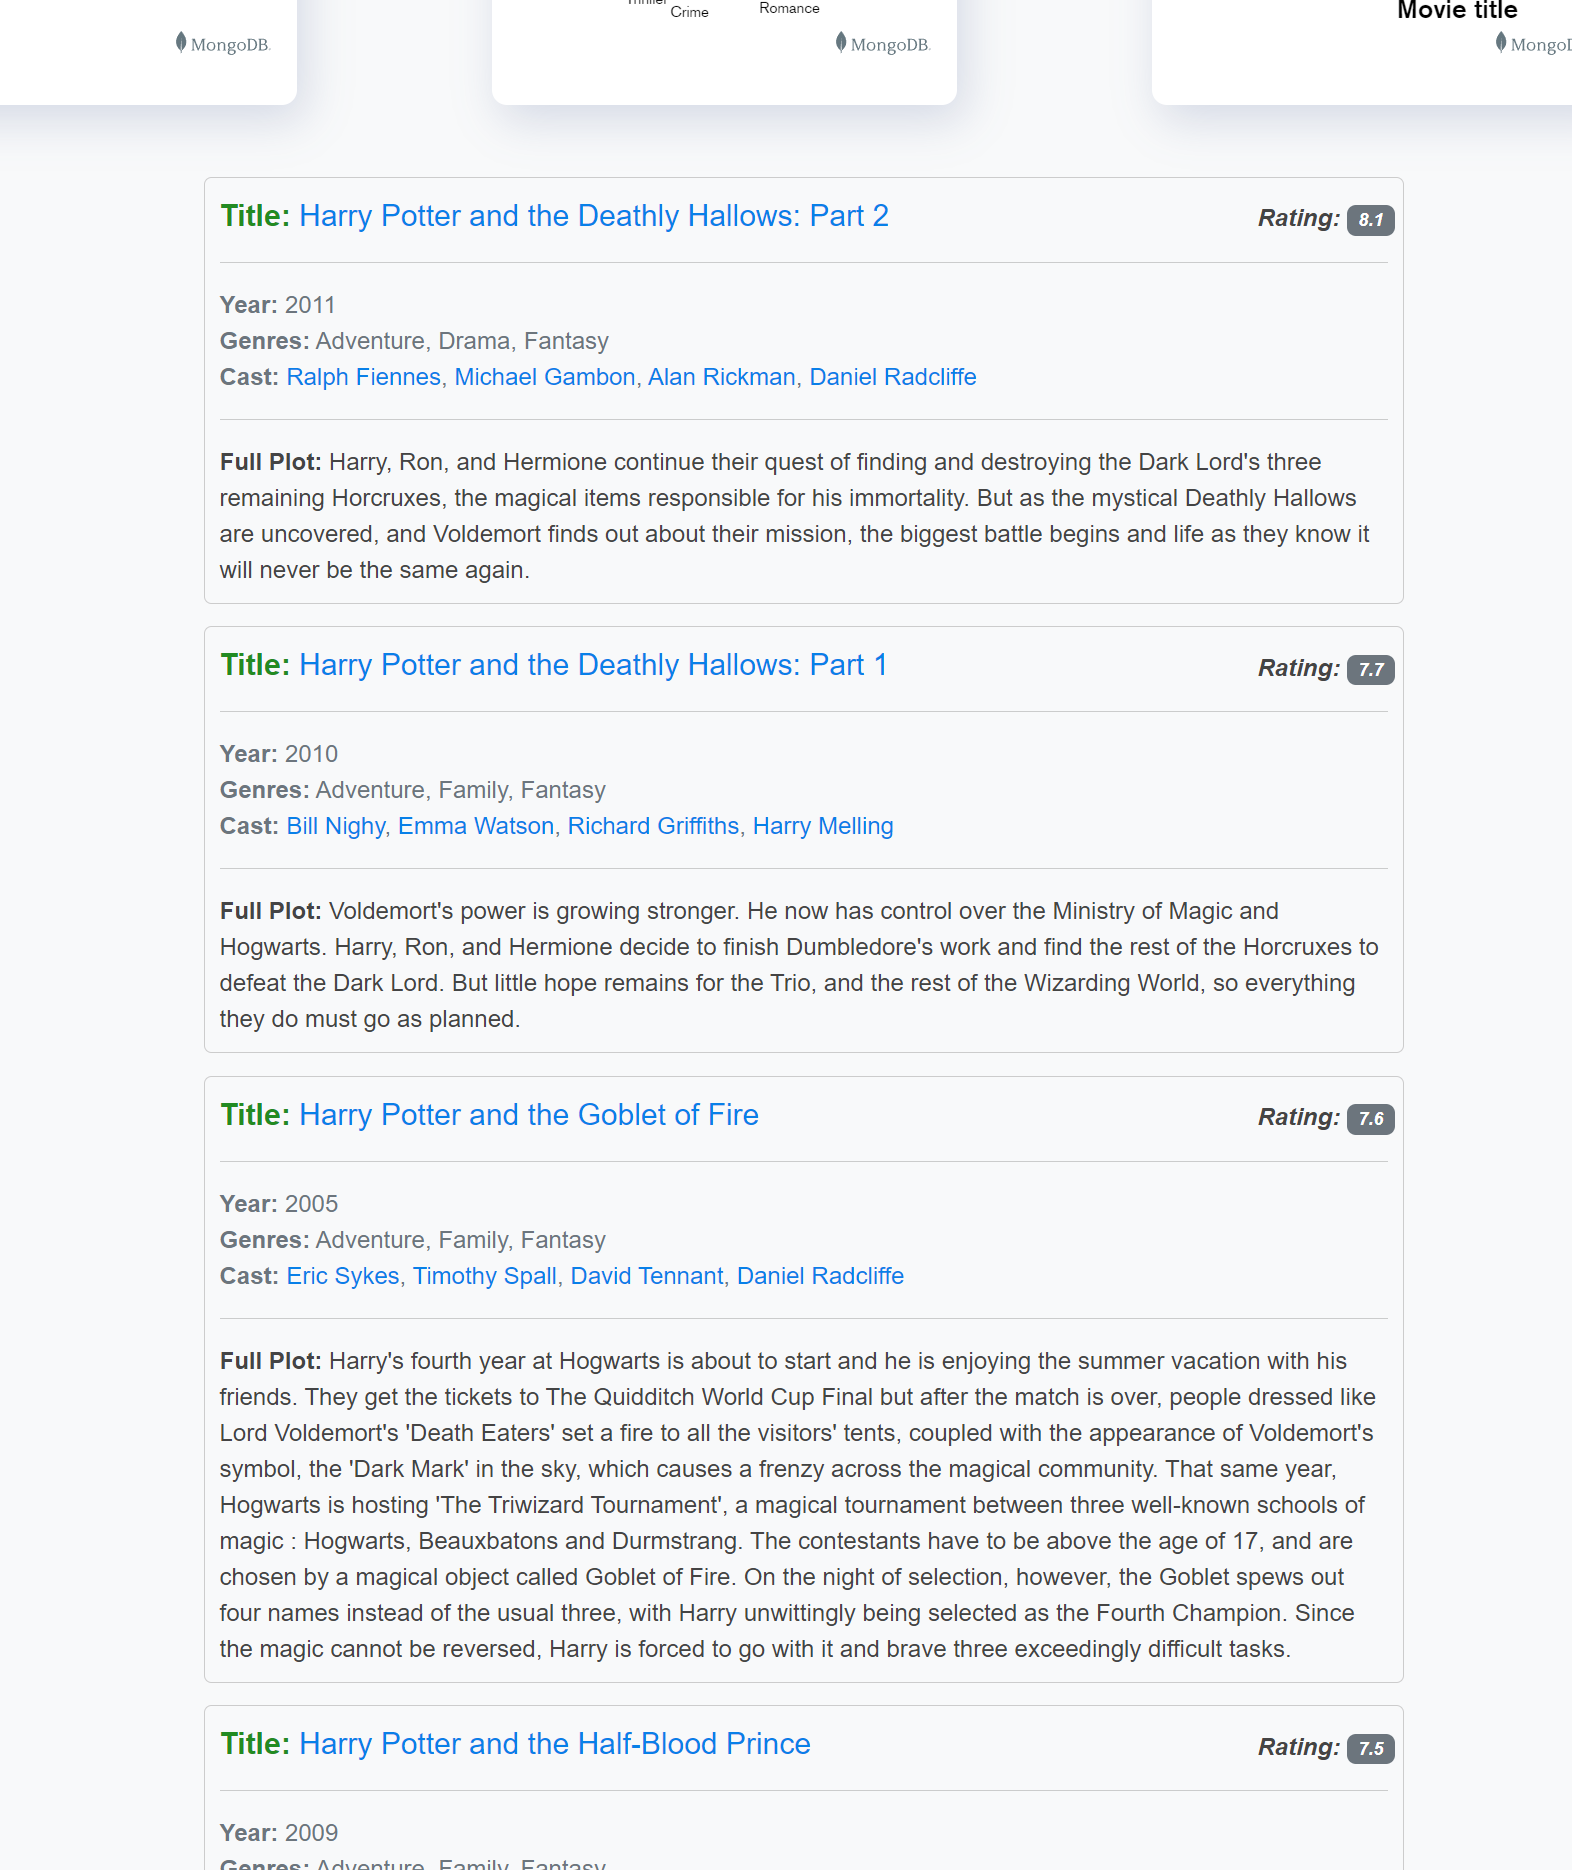 Thriller
Crime
Romance
Movie title
MongoDB.
MongoDB.
Title: Harry Potter and the Deathly Hallows: Part 2
Rating: 8.1
Year: 2011
Genres: Adventure, Drama, Fantasy
Cast: Ralph Fiennes, Michael Gambon, Alan Rickman, Daniel Radcliffe
Full Plot: Harry, Ron, and Hermione continue their quest of finding and destroying the Dark Lord's three
remaining Horcruxes, the magical items responsible for his immortality. But as the mystical Deathly Hallows
are uncovered, and Voldemort finds out about their mission, the biggest battle begins and life as they know it
will never be the same again.
Title: Harry Potter and the Deathly Hallows: Part 1
Rating: 7.7
Year: 2010
Genres: Adventure, Family, Fantasy
Cast: Bill Nighy, Emma Watson, Richard Griffiths, Harry Melling
Full Plot: Voldemort's power is growing stronger. He now has control over the Ministry of Magic and
Hogwarts. Harry, Ron, and Hermione decide to finish Dumbledore's work and find the rest of the Horcruxes to
defeat the Dark Lord. But little hope remains for the Trio, and the rest of the Wizarding World, so everything
they do must go as planned.
Title: Harry Potter and the Goblet of Fire
Rating: 7.6
Year: 2005
Genres: Adventure, Family, Fantasy
Cast: Eric Sykes, Timothy Spall, David Tennant, Daniel Radcliffe
Full Plot: Harry's fourth year at Hogwarts is about to start and he is enjoying the summer vacation with his
friends. They get the tickets to The Quidditch World Cup Final but after the match is over, people dressed like
Lord Voldemort's 'Death Eaters' set a fire to all the visitors' tents, coupled with the appearance of Voldemort's
symbol, the 'Dark Mark' in the sky, which causes a frenzy across the magical community. That same year,
Hogwarts is hosting 'The Triwizard Tournament', a magical tournament between three well-known schools of
magic : Hogwarts, Beauxbatons and Durmstrang. The contestants have to be above the age of 17, and are
chosen by a magical object called Goblet of Fire. On the night of selection, however, the Goblet spews out
four names instead of the usual three, with Harry unwittingly being selected as the Fourth Champion. Since
the magic cannot be reversed, Harry is forced to go with it and brave three exceedingly difficult tasks.
Title: Harry Potter and the Half-Blood Prince
Rating: 7.5
Year: 2009
Genres: Adventure, Family, Fantasy